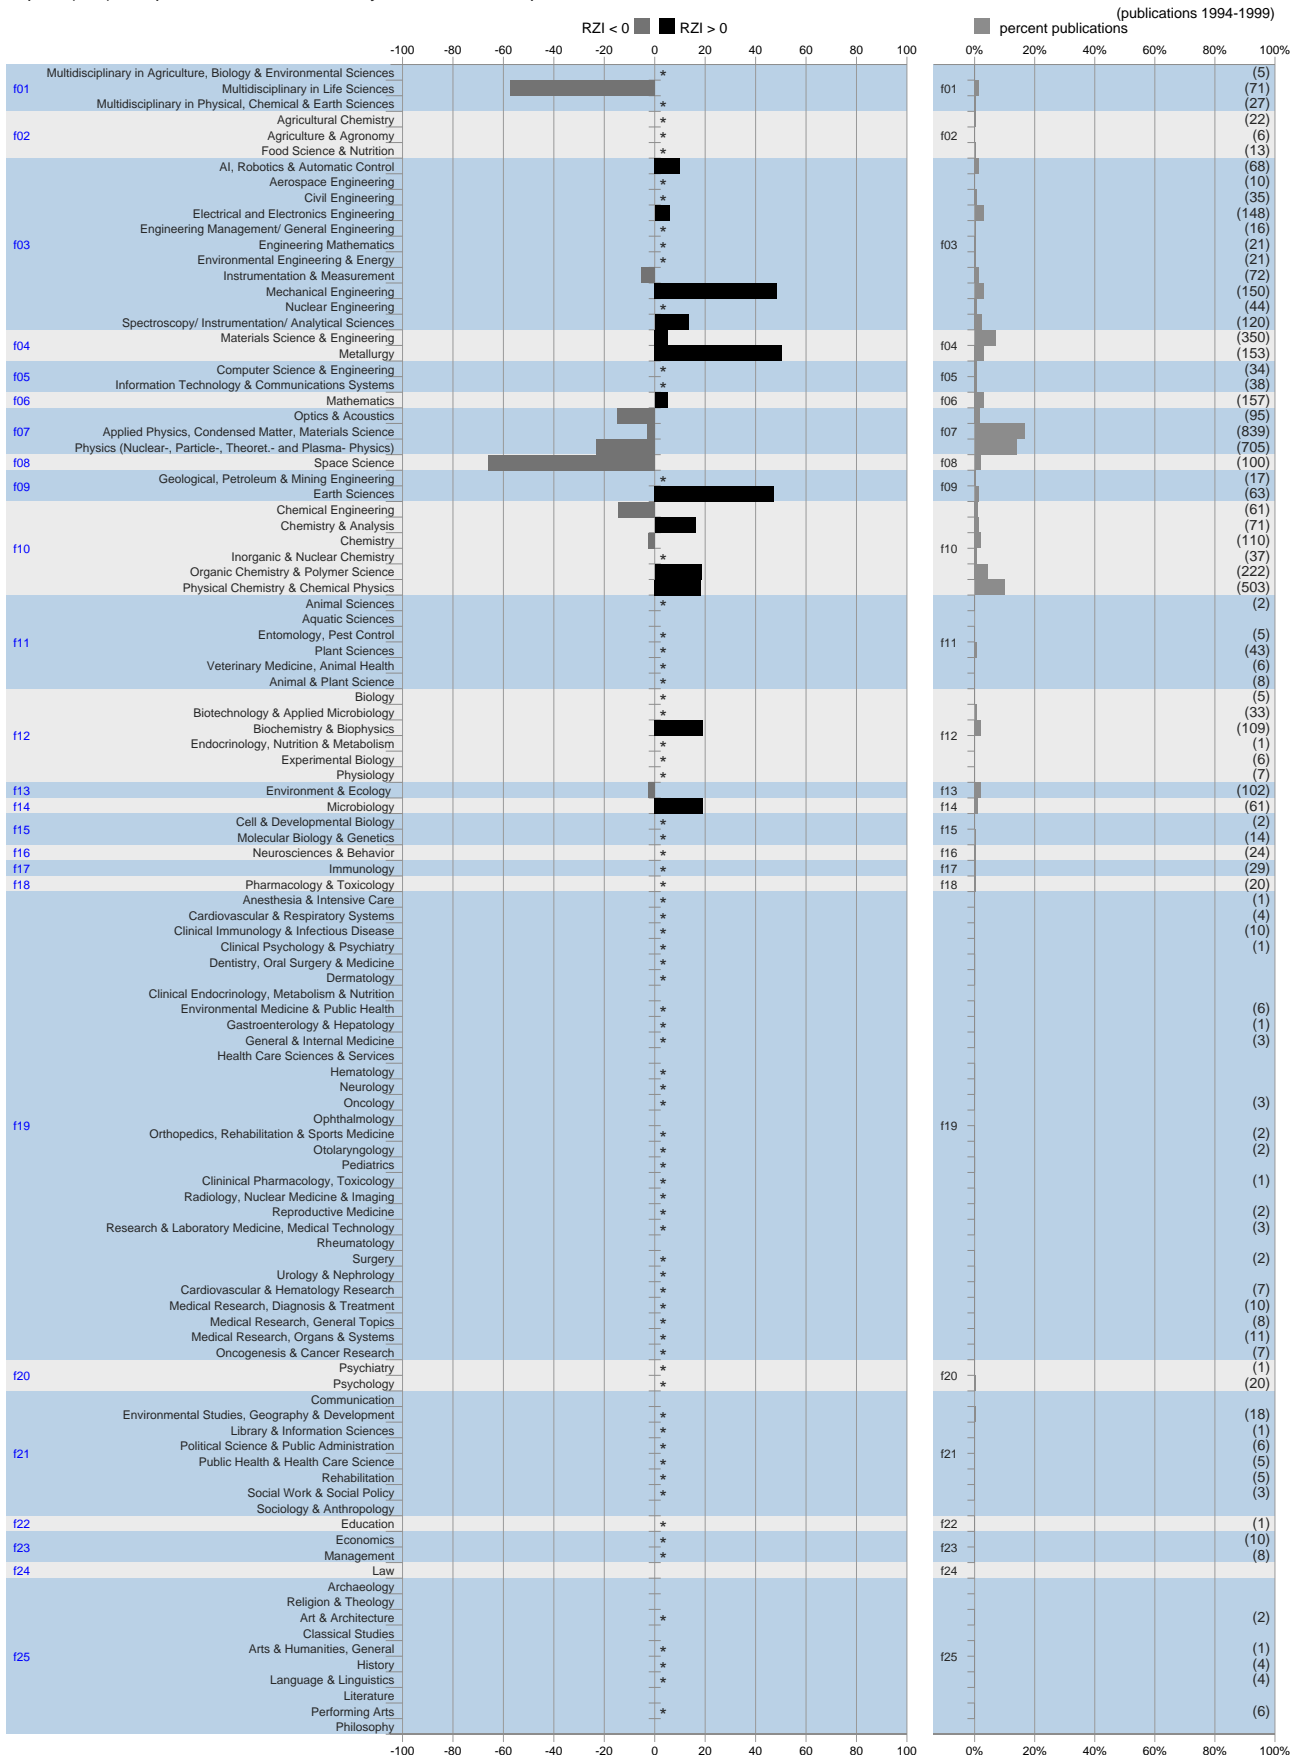 (publications 1994-1999)
RZI < 0 RZI > 0 percent publications
-100 -80 -60 -40 -20 0 20 40 60 80 100 0% 20% 40% 60% 80% 100%
Multidisciplinary in Agriculture, Biology & Environmental Sciences * (5)
f01 Multidisciplinary in Life Sciences f01 (71)
Multidisciplinary in Physical, Chemical & Earth Sciences * (27)
Agricultural Chemistry * (22)
f02 Agriculture & Agronomy * f02 (6)
Food Science & Nutrition * (13)
AI, Robotics & Automatic Control (68)
Aerospace Engineering * (10)
Civil Engineering * (35)
Electrical and Electronics Engineering (148)
Engineering Management/ General Engineering * (16)
f03 Engineering Mathematics * f03 (21)
Environmental Engineering & Energy * (21)
Instrumentation & Measurement (72)
Mechanical Engineering (150)
Nuclear Engineering * (44)
Spectroscopy/ Instrumentation/ Analytical Sciences (120)
f04 Materials Science & Engineering f04 (350)
Metallurgy (153)
f05 Computer Science & Engineering * f05 (34)
Information Technology & Communications Systems * (38)
f06 Mathematics f06 (157)
Optics & Acoustics (95)
f07 Applied Physics, Condensed Matter, Materials Science f07 (839)
Physics (Nuclear-, Particle-, Theoret.- and Plasma- Physics) (705)
f08 Space Science f08 (100)
f09 Geological, Petroleum & Mining Engineering * f09 (17)
Earth Sciences (63)
Chemical Engineering (61)
Chemistry & Analysis (71)
f10 Chemistry f10 (110)
Inorganic & Nuclear Chemistry * (37)
Organic Chemistry & Polymer Science (222)
Physical Chemistry & Chemical Physics (503)
Animal Sciences * (2)
Aquatic Sciences
f11 Entomology, Pest Control * f11 (5)
Plant Sciences * (43)
Veterinary Medicine, Animal Health * (6)
Animal & Plant Science * (8)
Biology * (5)
Biotechnology & Applied Microbiology * (33)
f12 Biochemistry & Biophysics f12 (109)
Endocrinology, Nutrition & Metabolism * (1)
Experimental Biology * (6)
Physiology * (7)
f13 Environment & Ecology f13 (102)
f14 Microbiology f14 (61)
f15 Cell & Developmental Biology * f15 (2)
Molecular Biology & Genetics * (14)
f16 Neurosciences & Behavior * f16 (24)
f17 Immunology * f17 (29)
f18 Pharmacology & Toxicology * f18 (20)
Anesthesia & Intensive Care * (1)
Cardiovascular & Respiratory Systems * (4)
Clinical Immunology & Infectious Disease * (10)
Clinical Psychology & Psychiatry * (1)
Dentistry, Oral Surgery & Medicine *
Dermatology *
Clinical Endocrinology, Metabolism & Nutrition
Environmental Medicine & Public Health * (6)
Gastroenterology & Hepatology * (1)
General & Internal Medicine * (3)
Health Care Sciences & Services
Hematology *
Neurology *
Oncology * (3)
f19 Ophthalmology f19
Orthopedics, Rehabilitation & Sports Medicine * (2)
Otolaryngology * (2)
Pediatrics *
Clininical Pharmacology, Toxicology * (1)
Radiology, Nuclear Medicine & Imaging *
Reproductive Medicine * (2)
Research & Laboratory Medicine, Medical Technology * (3)
Rheumatology
Surgery * (2)
Urology & Nephrology *
Cardiovascular & Hematology Research * (7)
Medical Research, Diagnosis & Treatment * (10)
Medical Research, General Topics * (8)
Medical Research, Organs & Systems * (11)
Oncogenesis & Cancer Research * (7)
f20 Psychiatry * f20 (1)
Psychology * (20)
Communication
Environmental Studies, Geography & Development * (18)
Library & Information Sciences * (1)
f21 Political Science & Public Administration * f21 (6)
Public Health & Health Care Science * (5)
Rehabilitation * (5)
Social Work & Social Policy * (3)
Sociology & Anthropology
f22 Education * f22 (1)
f23 Economics * f23 (10)
Management * (8)
f24 Law f24
Archaeology
Religion & Theology
Art & Architecture * (2)
Classical Studies
f25 Arts & Humanities, General * f25 (1)
History * (4)
Language & Linguistics * (4)
Literature
Performing Arts * (6)
Philosophy
-100 -80 -60 -40 -20 0 20 40 60 80 100 0% 20% 40% 60% 80% 100%